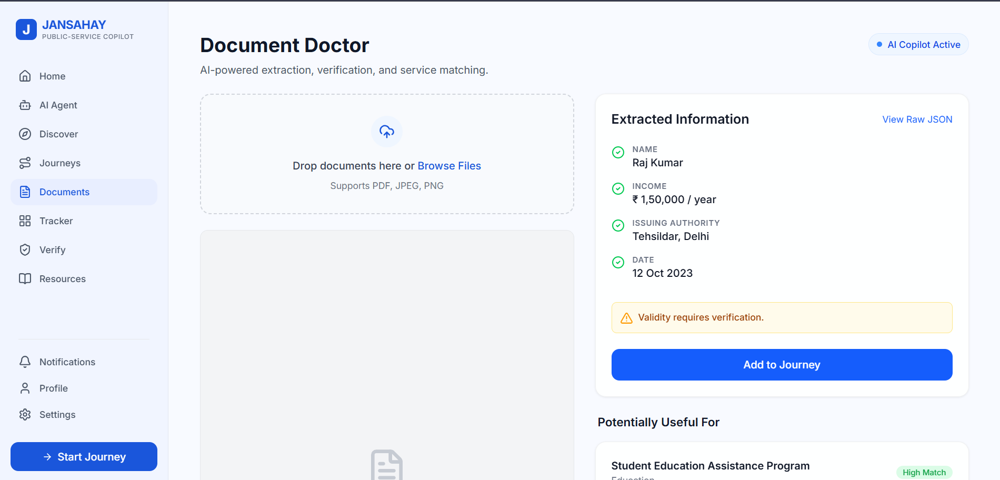 J
JANSAHAY
PUBLIC-SERVICE COPILOT
Home
AI Agent
Discover
Journeys
Documents
Tracker
Verify
Resources
Notifications
Profile
Settings
→ Start Journey
Document Doctor
AI-powered extraction, verification, and service matching.
AI Copilot Active
Drop documents here or Browse Files
Supports PDF, JPEG, PNG
Extracted Information
View Raw JSON
NAME
Raj Kumar
INCOME
₹ 1,50,000 / year
ISSUING AUTHORITY
Tehsildar, Delhi
DATE
12 Oct 2023
Validity requires verification.
Add to Journey
Potentially Useful For
Student Education Assistance Program
High Match
Education